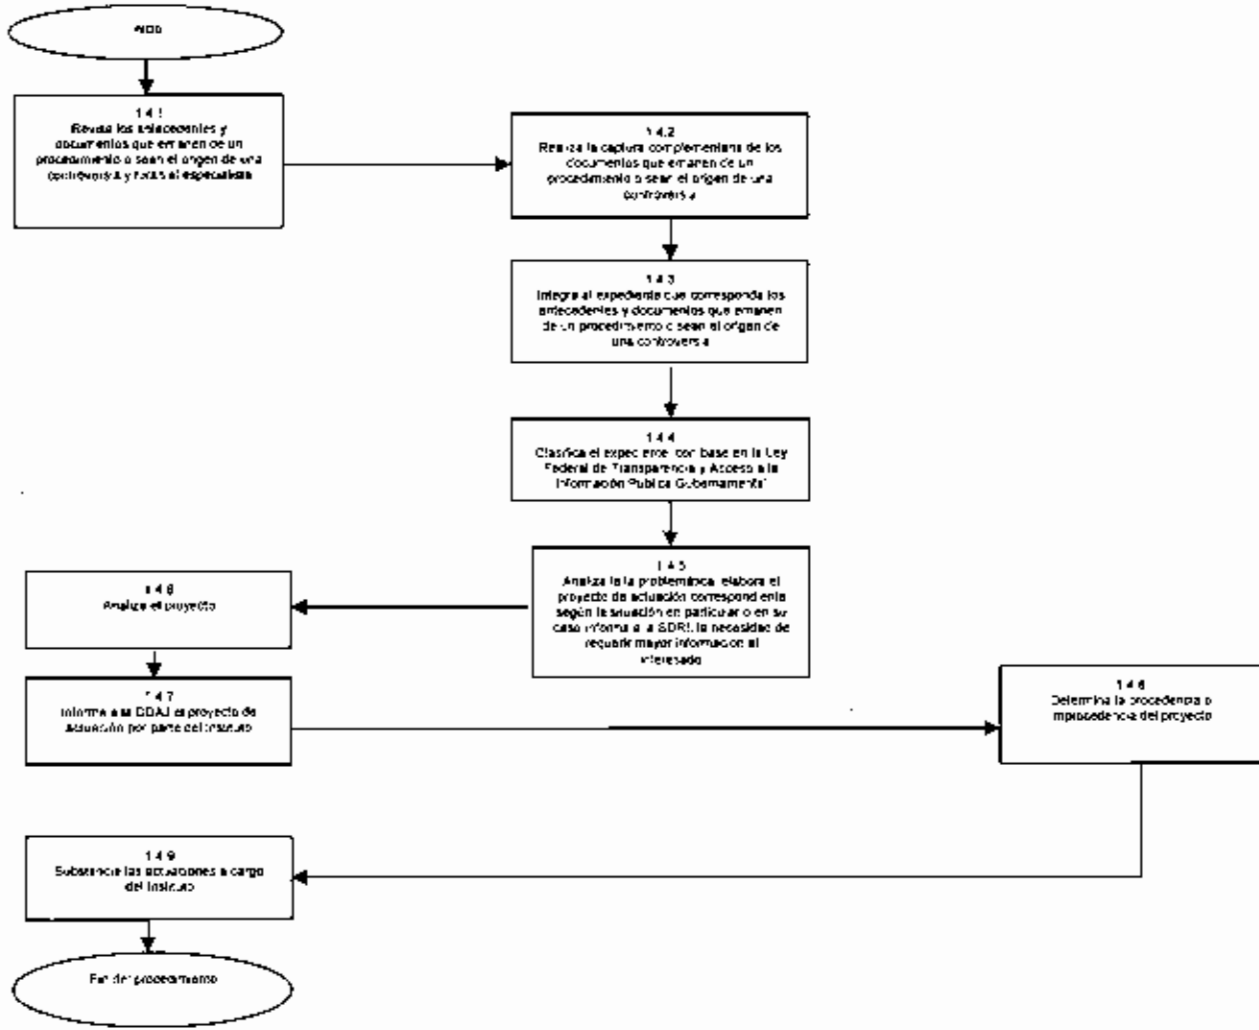 Inicio
1.4.1
Revisa los antecedentes y
documentos que emanen de un
procedimiento o sean el origen de una
controversia y turna al especialista
1.4.2
Realiza la captura complementaria de los
documentos que emanen de un
procedimiento o sean el origen de una
controversia
1.4.3
Integra al expediente que corresponda los
antecedentes y documentos que emanen
de un procedimiento o sean el origen de
una controversia
1.4.4
Clasifica el expediente con base en la Ley
Federal de Transparencia y Acceso a la
Información Pública Gubernamental
1.4.5
Analiza la problemática, elabora el
proyecto de actuación correspondiente
según la situación en particular o en su
caso informa a la SDRI, la necesidad de
requerir mayor información al
interesado
1.4.6
Analiza el proyecto
1.4.7
Informa a la DDAJ el proyecto de
actuación por parte del Instituto
1.4.8
Determina la procedencia o
improcedencia del proyecto
1.4.9
Substancia las actuaciones a cargo
del Instituto
Fin del procedimiento